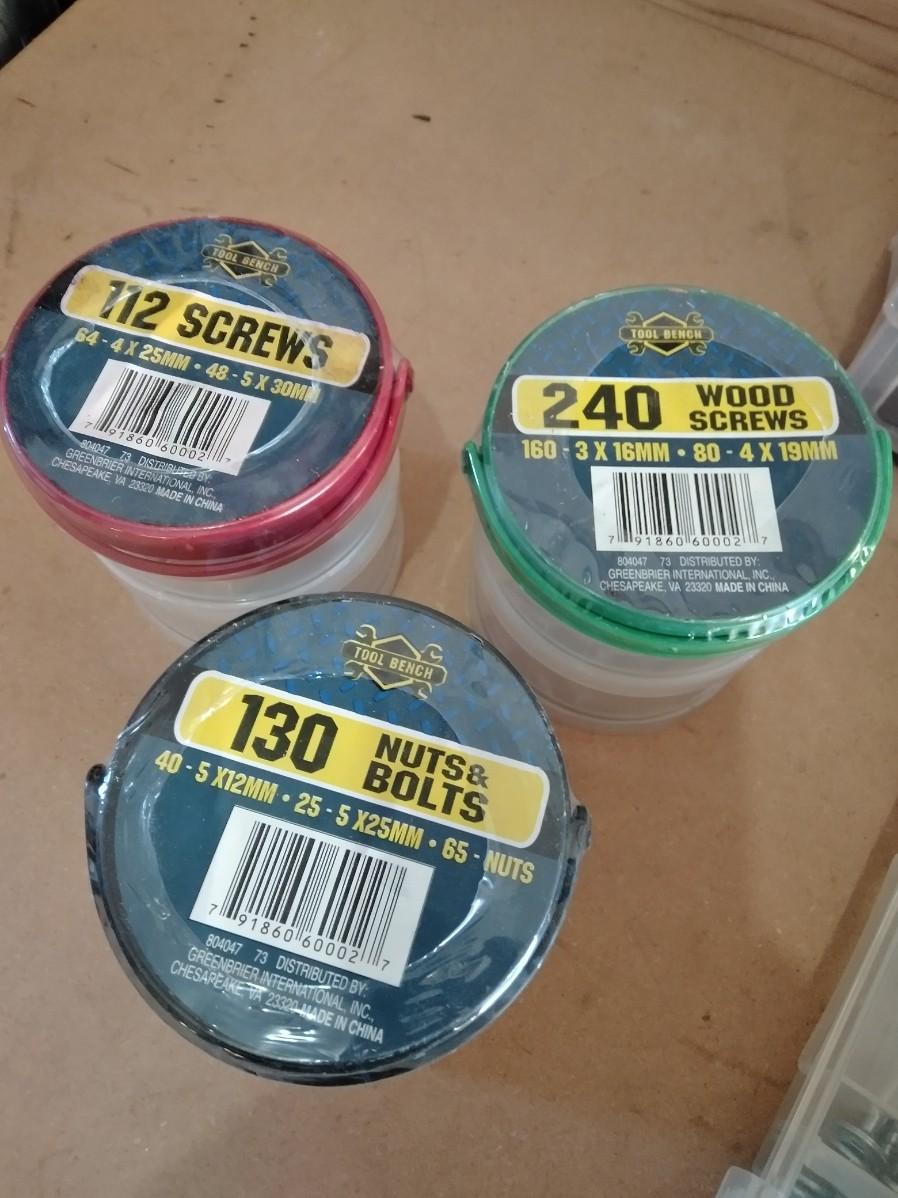 TOOL BENCH
112 SCREWS
64 - 4 X 25MM • 48 - 5 X 30MM
7 91860 60002 7
804047 73 DISTRIBUTED BY:
GREENBRIER INTERNATIONAL, INC.,
CHESAPEAKE, VA 23320 MADE IN CHINA
TOOL BENCH
240 WOOD
SCREWS
160 - 3 X 16MM • 80 - 4 X 19MM
7 91860 60002 7
804047 73 DISTRIBUTED BY:
GREENBRIER INTERNATIONAL, INC.,
CHESAPEAKE, VA 23320 MADE IN CHINA
TOOL BENCH
130 NUTS&
BOLTS
40 - 5 X12MM • 25 - 5 X25MM • 65 - NUTS
7 91860 60002 7
804047 73 DISTRIBUTED BY:
GREENBRIER INTERNATIONAL, INC.,
CHESAPEAKE, VA 23320 MADE IN CHINA